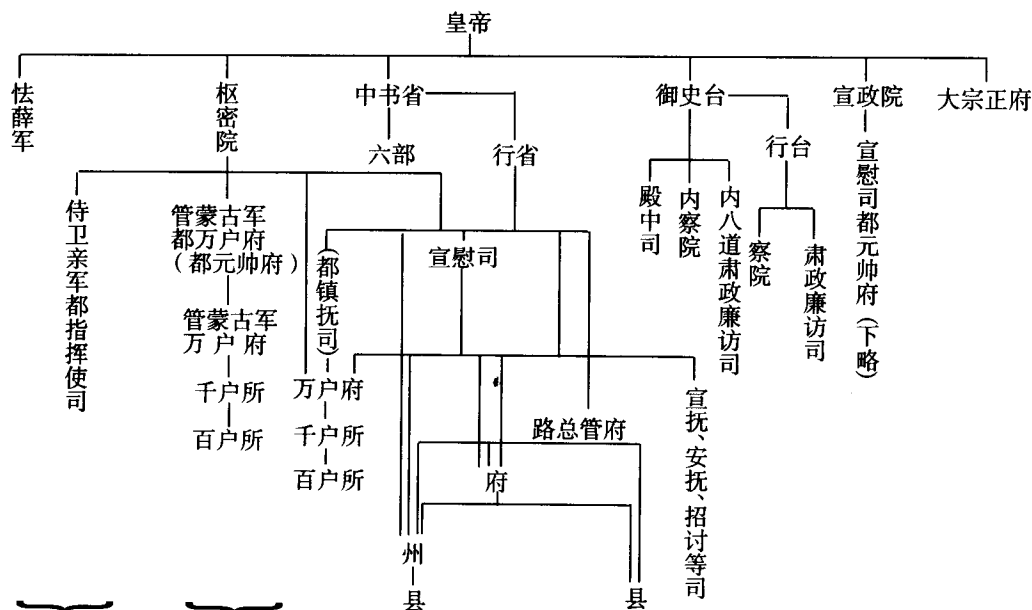 皇帝
怯薛军
枢密院
中书省
御史台
宣政院
大宗正府
六部
行省
行台
侍卫亲军都指挥使司
管蒙古军
都万户府
(都元帅府)
管蒙古军
万户府
千户所
百户所
(都镇抚司)
万户府
千户所
百户所
宣慰司
殿中司
内察院
内八道肃政廉访司
察院
肃政廉访司
宣慰司都元帅府(下略)
路总管府
宣抚、安抚、招讨等司
府
州
县
县